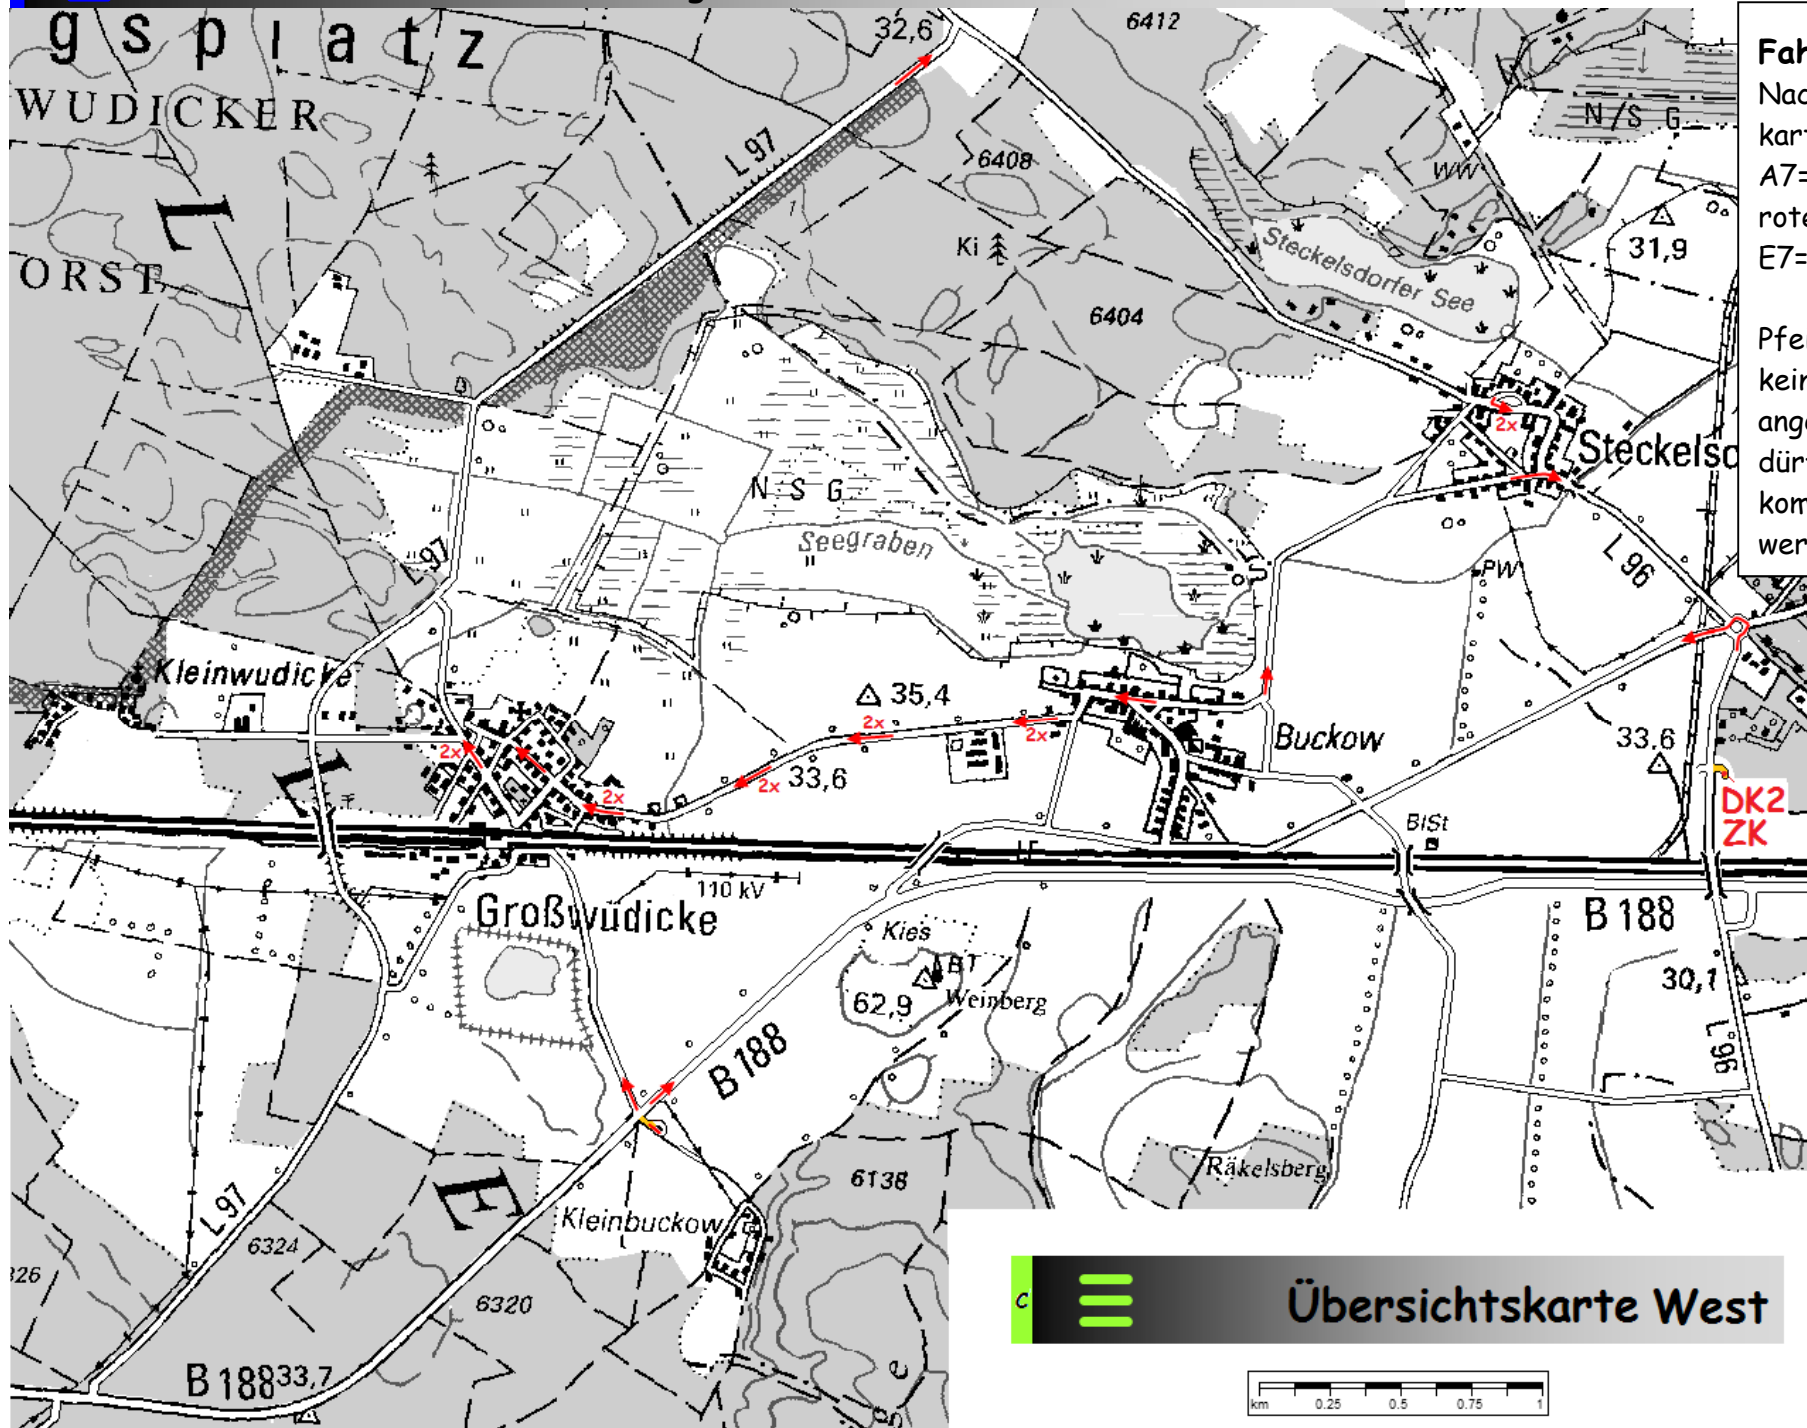 g s p l a t z
32,6
6412
WUDICKER
L 97
6408
N/S G
WW
31,9
ORST
Ki
Steckelsdorfer See
6404
2x
N S G
Seegraben
L 97
PW
L 96
Kleinwudicke
35,4
2x
2x
2x
Buckow
33,6
33,6
2x
2x
DK2
ZK
BlSt
110 kV
Großwudicke
B 188
Kies
BT
Weinberg
62,9
30,1
B 188
L 96
6138
Räkelsberg
L 97
6324
Kleinbuckow
6320
B 188
33,7
L
L
E
A7=
E7=
C
Übersichtskarte West
km 0.25 0.5 0.75 1